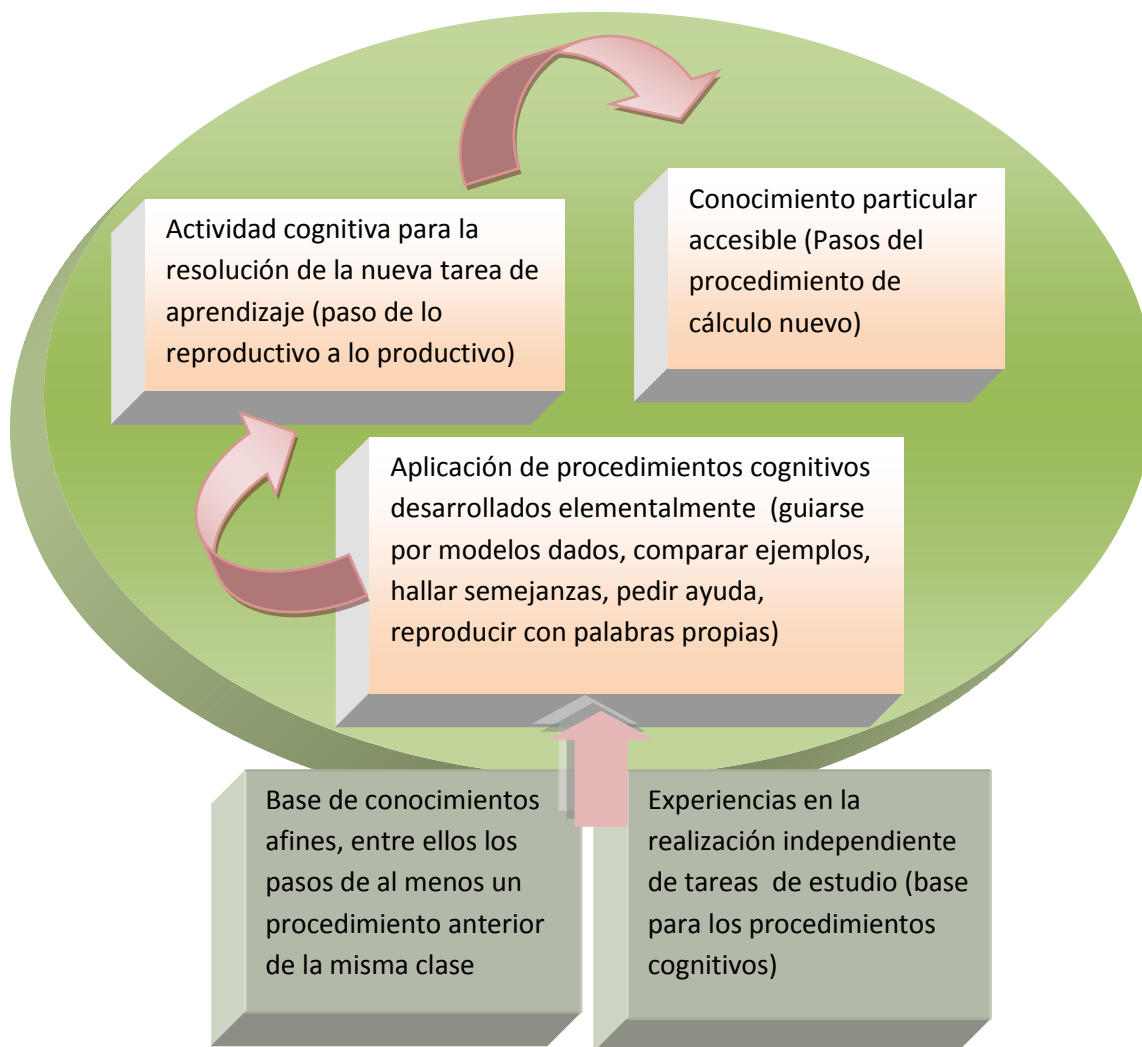 Actividad cognitiva para la
resolución de la nueva tarea de
aprendizaje (paso de lo
reproductivo a lo productivo)
Conocimiento particular
accesible (Pasos del
procedimiento de
cálculo nuevo)
Aplicación de procedimientos cognitivos
desarrollados elementalmente  (guiarse
por modelos dados, comparar ejemplos,
hallar semejanzas, pedir ayuda,
reproducir con palabras propias)
Base de conocimientos
afines, entre ellos los
pasos de al menos un
procedimiento anterior
de la misma clase
Experiencias en la
realización independiente
de tareas  de estudio (base
para los procedimientos
cognitivos)